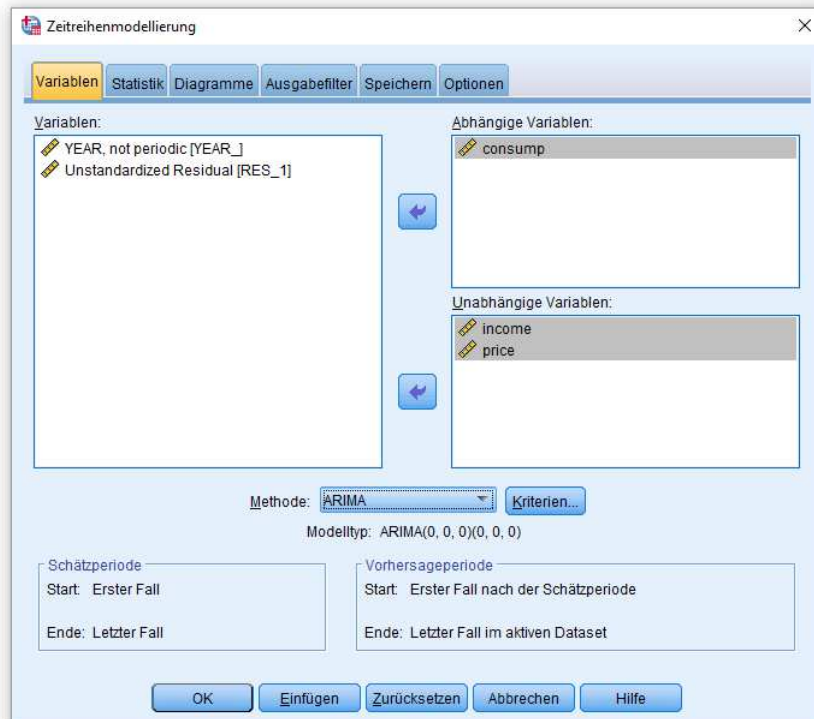 Zeitreihenmodellierung
Variablen Statistik Diagramme Ausgabefilter Speichern Optionen
Variablen:
YEAR, not periodic [YEAR_]
Unstandardized Residual [RES_1]
Abhängige Variablen:
consump
Unabhängige Variablen:
income
price
Methode: ARIMA Kriterien...
Modelltyp: ARIMA(0, 0, 0)(0, 0, 0)
Schätzperiode
Start: Erster Fall
Ende: Letzter Fall
Vorhersageperiode
Start: Erster Fall nach der Schätzperiode
Ende: Letzter Fall im aktiven Dataset
OK Einfügen Zurücksetzen Abbrechen Hilfe